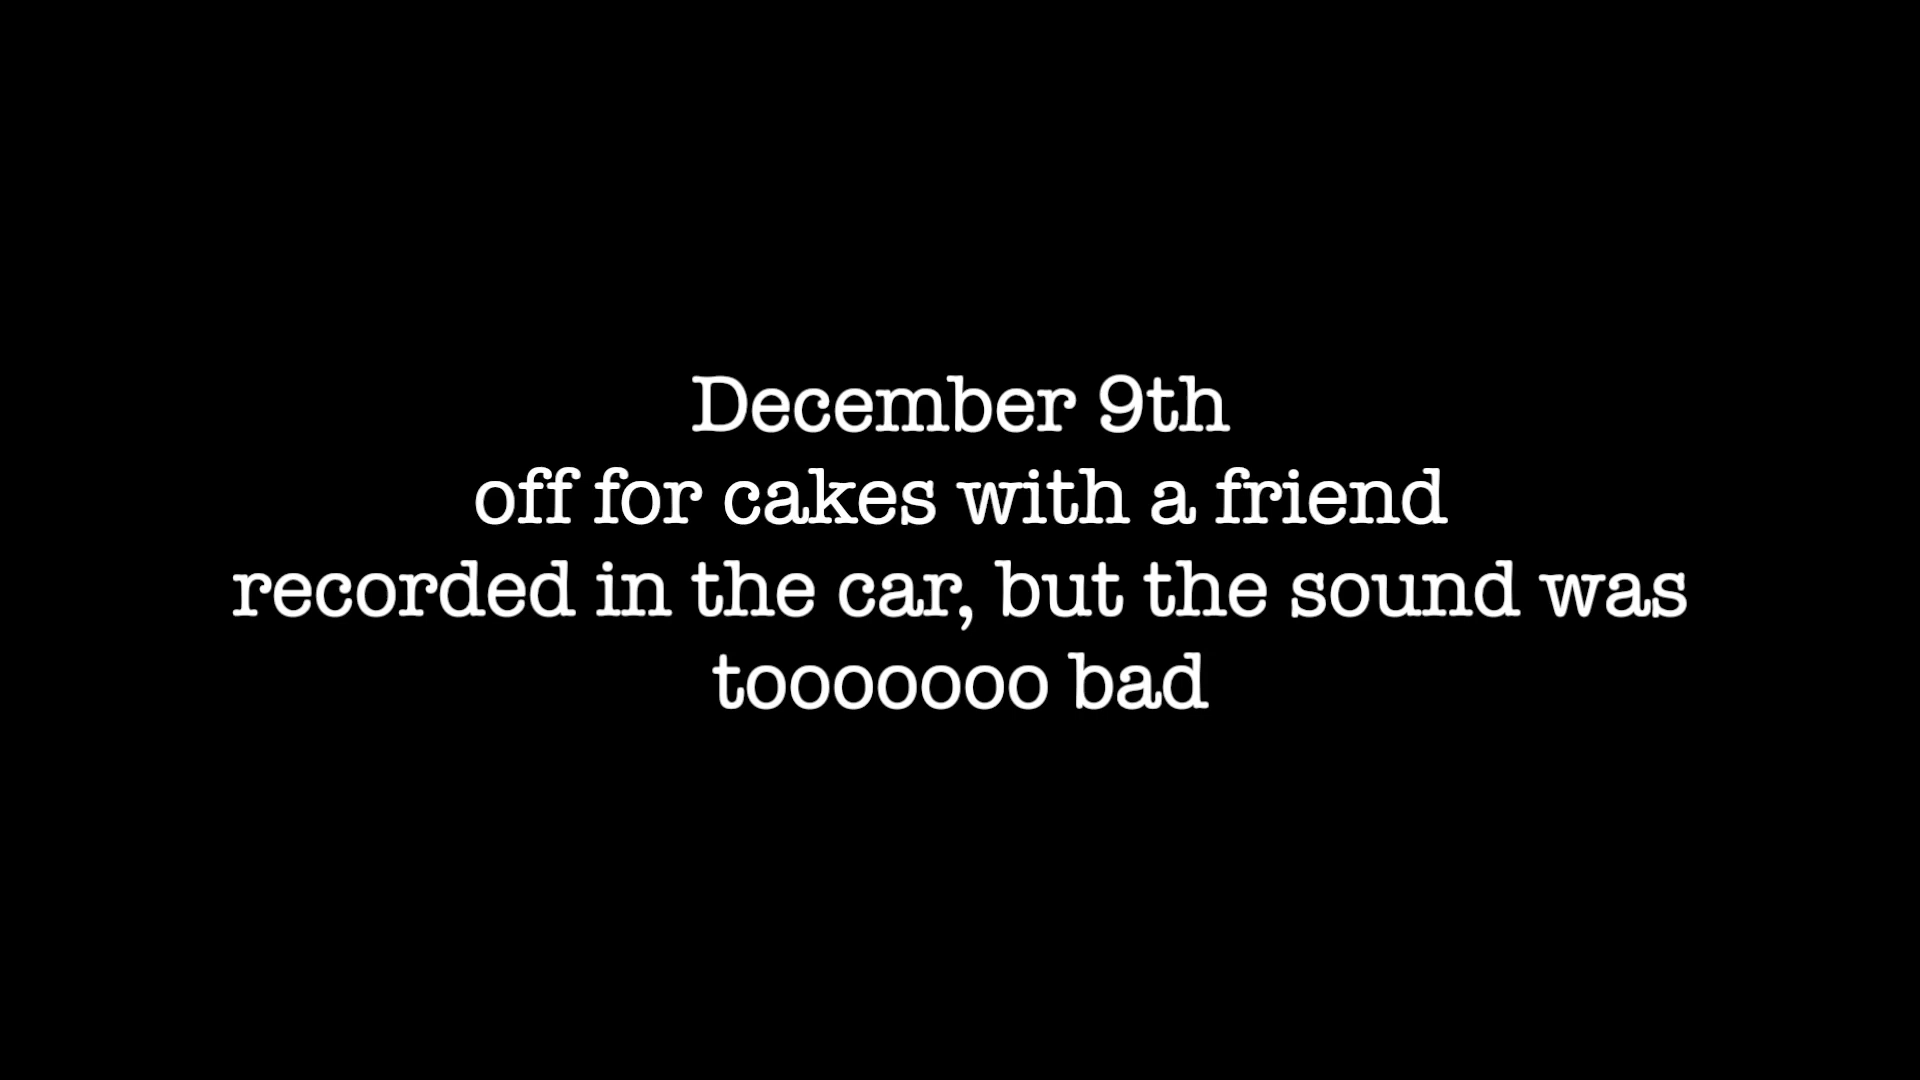 December 9th
off for cakes with a friend
recorded in the car, but the sound was
tooooooo bad